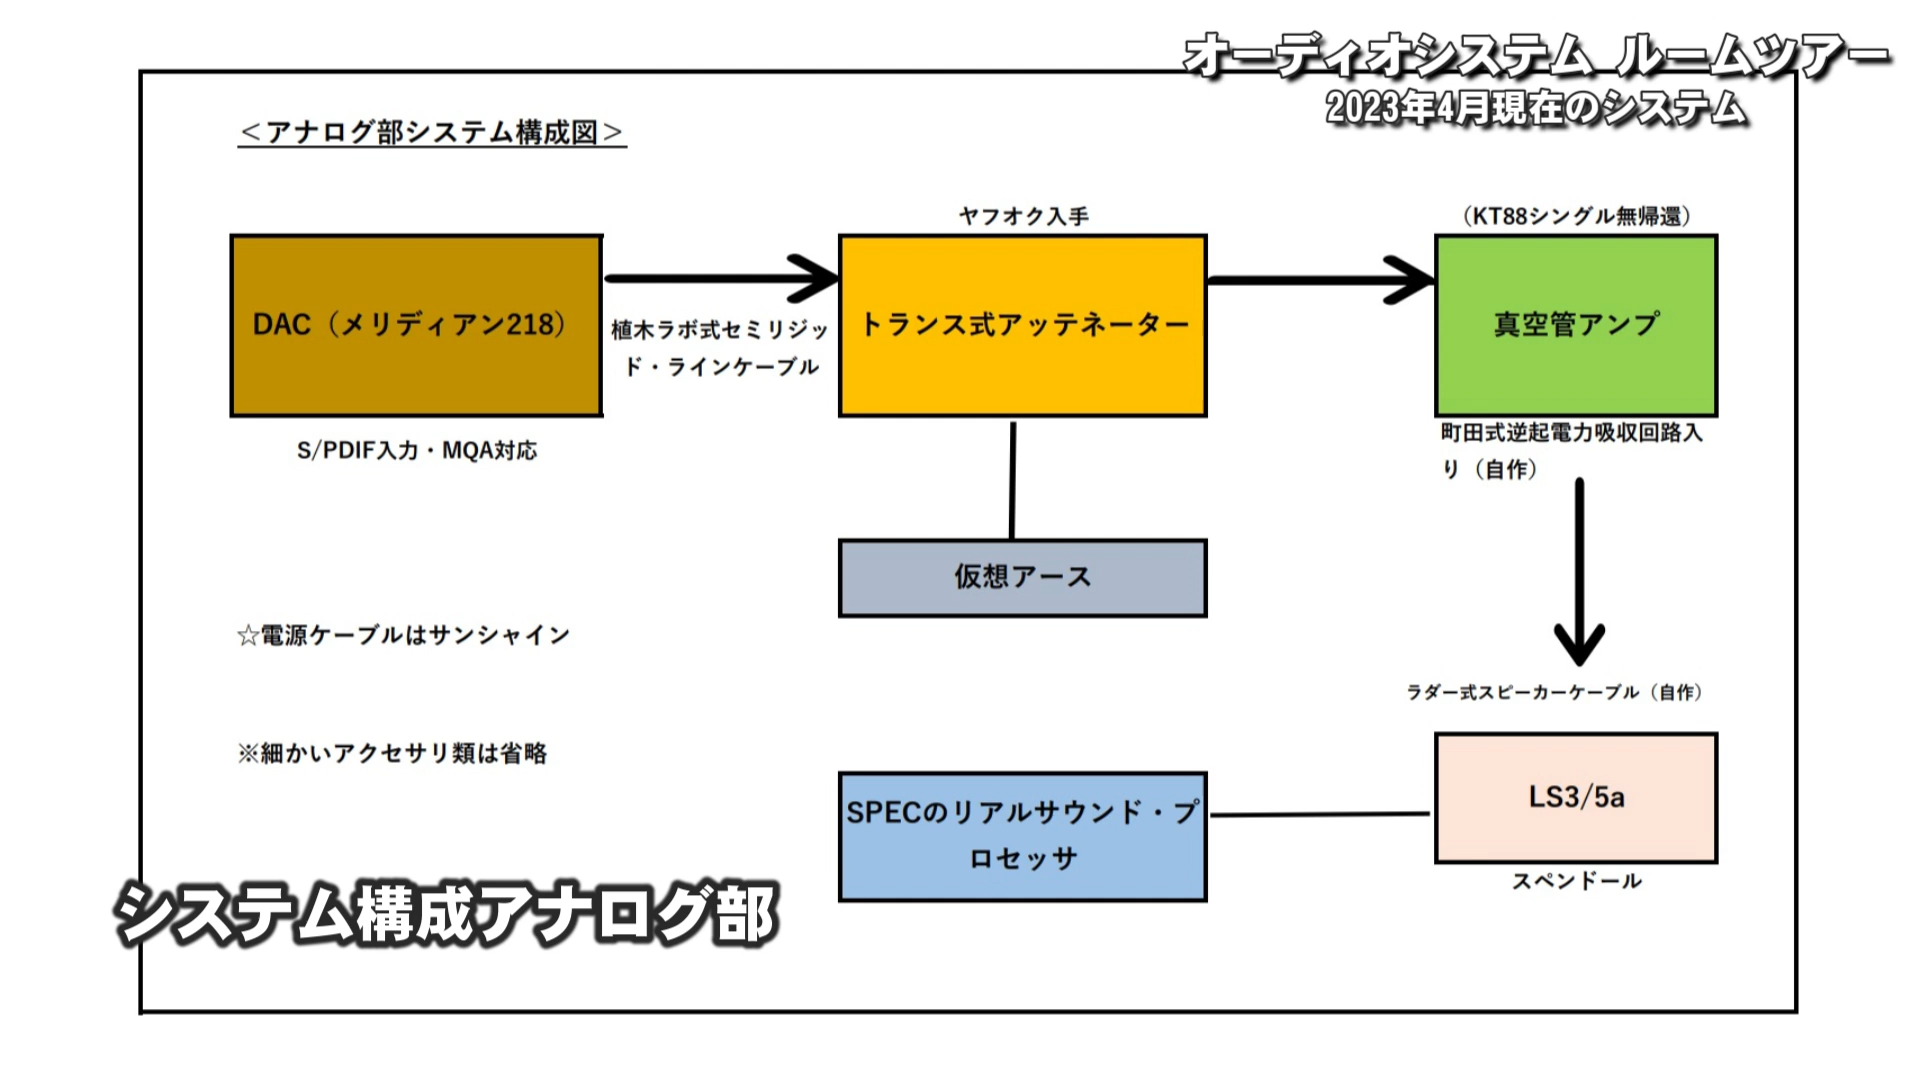 オーディオシステム ルームツアー
2023年4月現在のシステム
＜アナログ部システム構成図＞
ヤフオク入手
（KT88シングル無帰還）
DAC（メリディアン218）
植木ラボ式セミリジッ
ド・ラインケーブル
トランス式アッテネーター
真空管アンプ
S/PDIF入力・MQA対応
町田式逆起電力吸収回路入
り（自作）
仮想アース
☆電源ケーブルはサンシャイン
ラダー式スピーカーケーブル（自作）
※細かいアクセサリ類は省略
SPECのリアルサウンド・プ
ロセッサ
LS3/5a
スペンドール
システム構成アナログ部